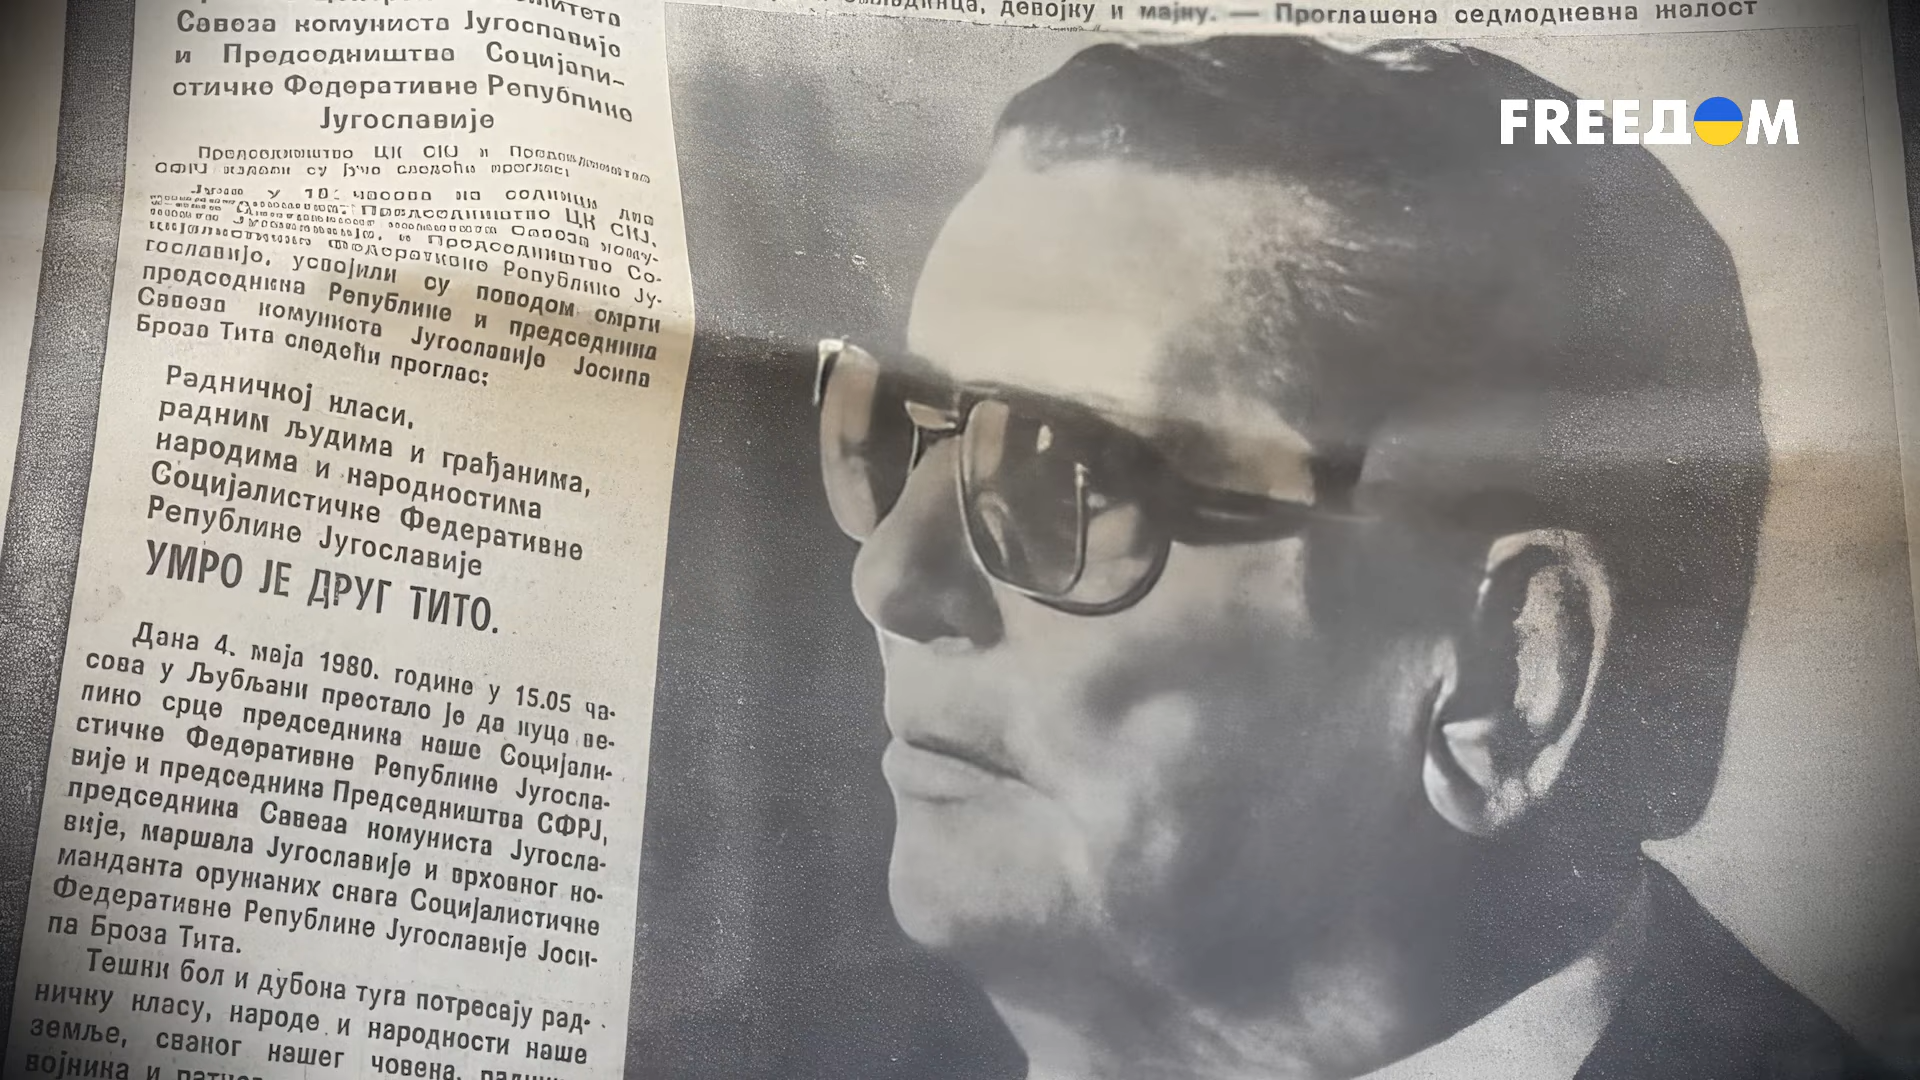 девојку и мајну. — Проглашена седмодневна жалост
FREEДOM
Савеза комуниста Југославије
и Председништва Социјали-
стичке Федеративне Републике
Југославије
Југославијe, усвојили су поводом смрти
председника Републике и председника
Савеза комуниста Југославије Јосипа
Броза Тита следећи проглас:
Радничкој класи,
радним људима и грађанима,
народима и народностима
Социјалистичке Федеративне
Републике Југославије
УМРО ЈЕ ДРУГ ТИТО.
Дана 4. маја 1980. године у 15.05 ча-
сова у Љубљани престало је да куца ве-
лико срце председника наше Социјали-
стичке Федеративне Републике Југосла-
вије и председника Председништва СФРЈ,
председника Савеза комуниста Југосла-
вије, маршала Југославије и врховног ко-
манданта оружаних снага Социјалистичке
Федеративне Републике Југославије Јоси-
па Броза Тита.
Тешки бол и дубока туга потресају рад-
ничку класу, народе и народности наше
земље, сваког нашег човека,
војника и